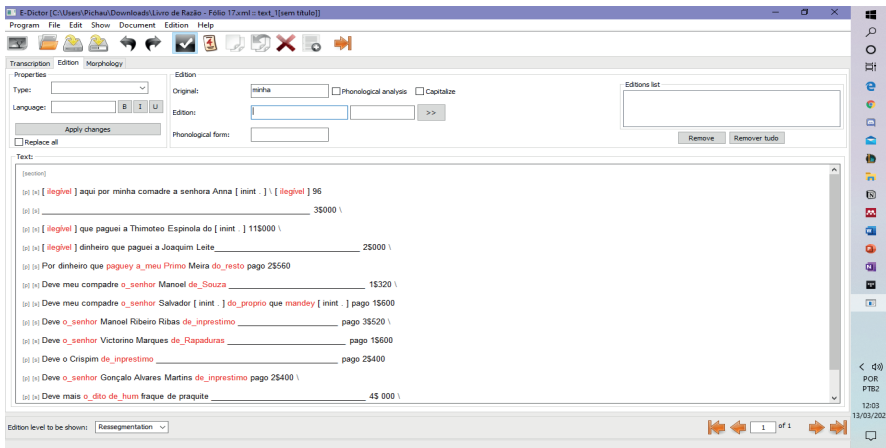 E-Dictor [C:\Users\Pichau\Downloads\Livro de Razão - Fólio 17.xml :: text_1[sem título]]
Program File Edit Show Document Edition Help
Transcription Edition Morphology
Properties
Type:
Language: B I U
Apply changes
Replace all
Edition
Original: minha Phonological analysis Capitalize
Edition: >>
Phonological form:
Editions list
Remove Remover tudo
Text:
[section]
[p] [s] [ ilegível ] aqui por minha comadre a senhora Anna [ inint . ] \ [ ilegível ] 96
[p] [s] 3$000 \
[p] [s] [ ilegível ] que paguei a Thimoteo Espinola do [ inint . ] 11$000 \
[p] [s] [ ilegível ] dinheiro que paguei a Joaquim Leite 2$000 \
[p] [s] Por dinheiro que paguey a_meu Primo Meira do_resto pago 2$560
[p] [s] Deve meu compadre o_senhor Manoel de_Souza 1$320 \
[p] [s] Deve meu compadre o_senhor Salvador [ inint . ] do_proprio que mandey [ inint . ] pago 1$600
[p] [s] Deve o_senhor Manoel Ribeiro Ribas de_inprestimo pago 3$520 \
[p] [s] Deve o_senhor Victorino Marques de_Rapaduras pago 1$600
[p] [s] Deve o Crispim de_inprestimo pago 2$400
[p] [s] Deve o_senhor Gonçalo Alvares Martins de_inprestimo pago 2$400 \
[p] [s] Deve mais o_dito de_hum fraque de praquite 4$ 000 \
Edition level to be shown: Ressegmentation
1 of 1
POR
PTB2
12:03
13/03/202